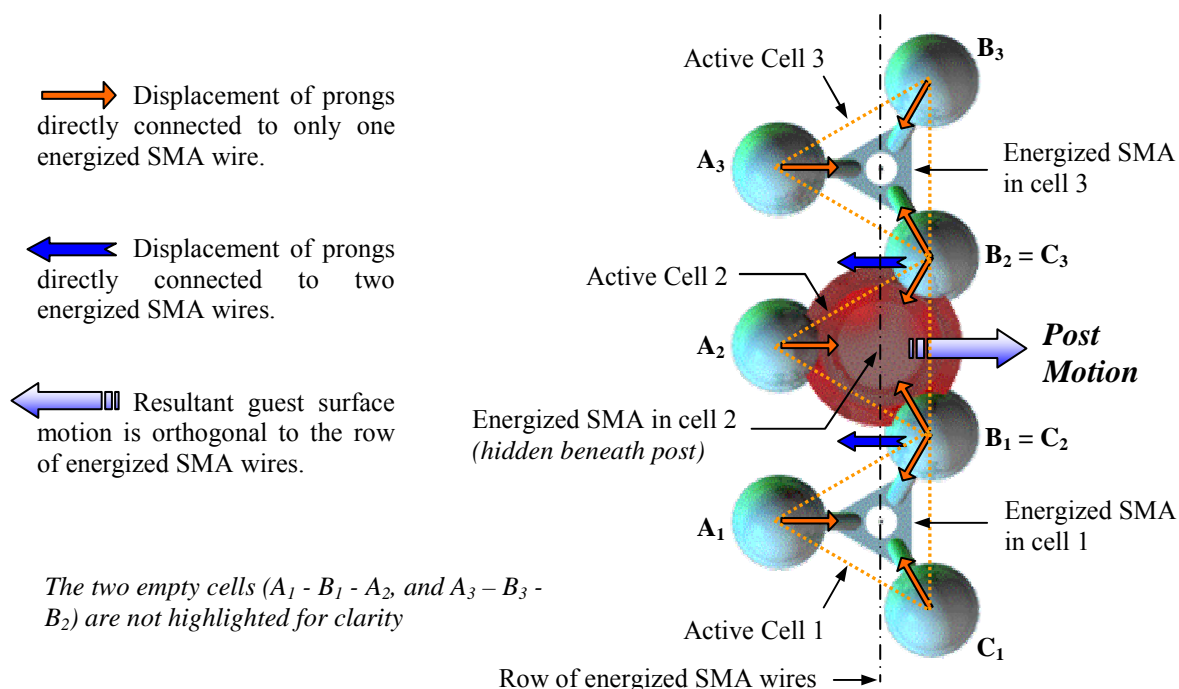 Displacement of prongs
directly connected to only one
energized SMA wire.
Displacement of prongs
directly connected to two
energized SMA wires.
Resultant guest surface
motion is orthogonal to the row
of energized SMA wires.
The two empty cells (A₁ - B₁ - A₂, and A₃ – B₃ -
B₂) are not highlighted for clarity
B₃
Active Cell 3
A₃
Energized SMA
in cell 3
B₂ = C₃
Active Cell 2
A₂
Post
Motion
Energized SMA in cell 2
(hidden beneath post)
B₁ = C₂
A₁
Energized SMA
in cell 1
Active Cell 1
C₁
Row of energized SMA wires